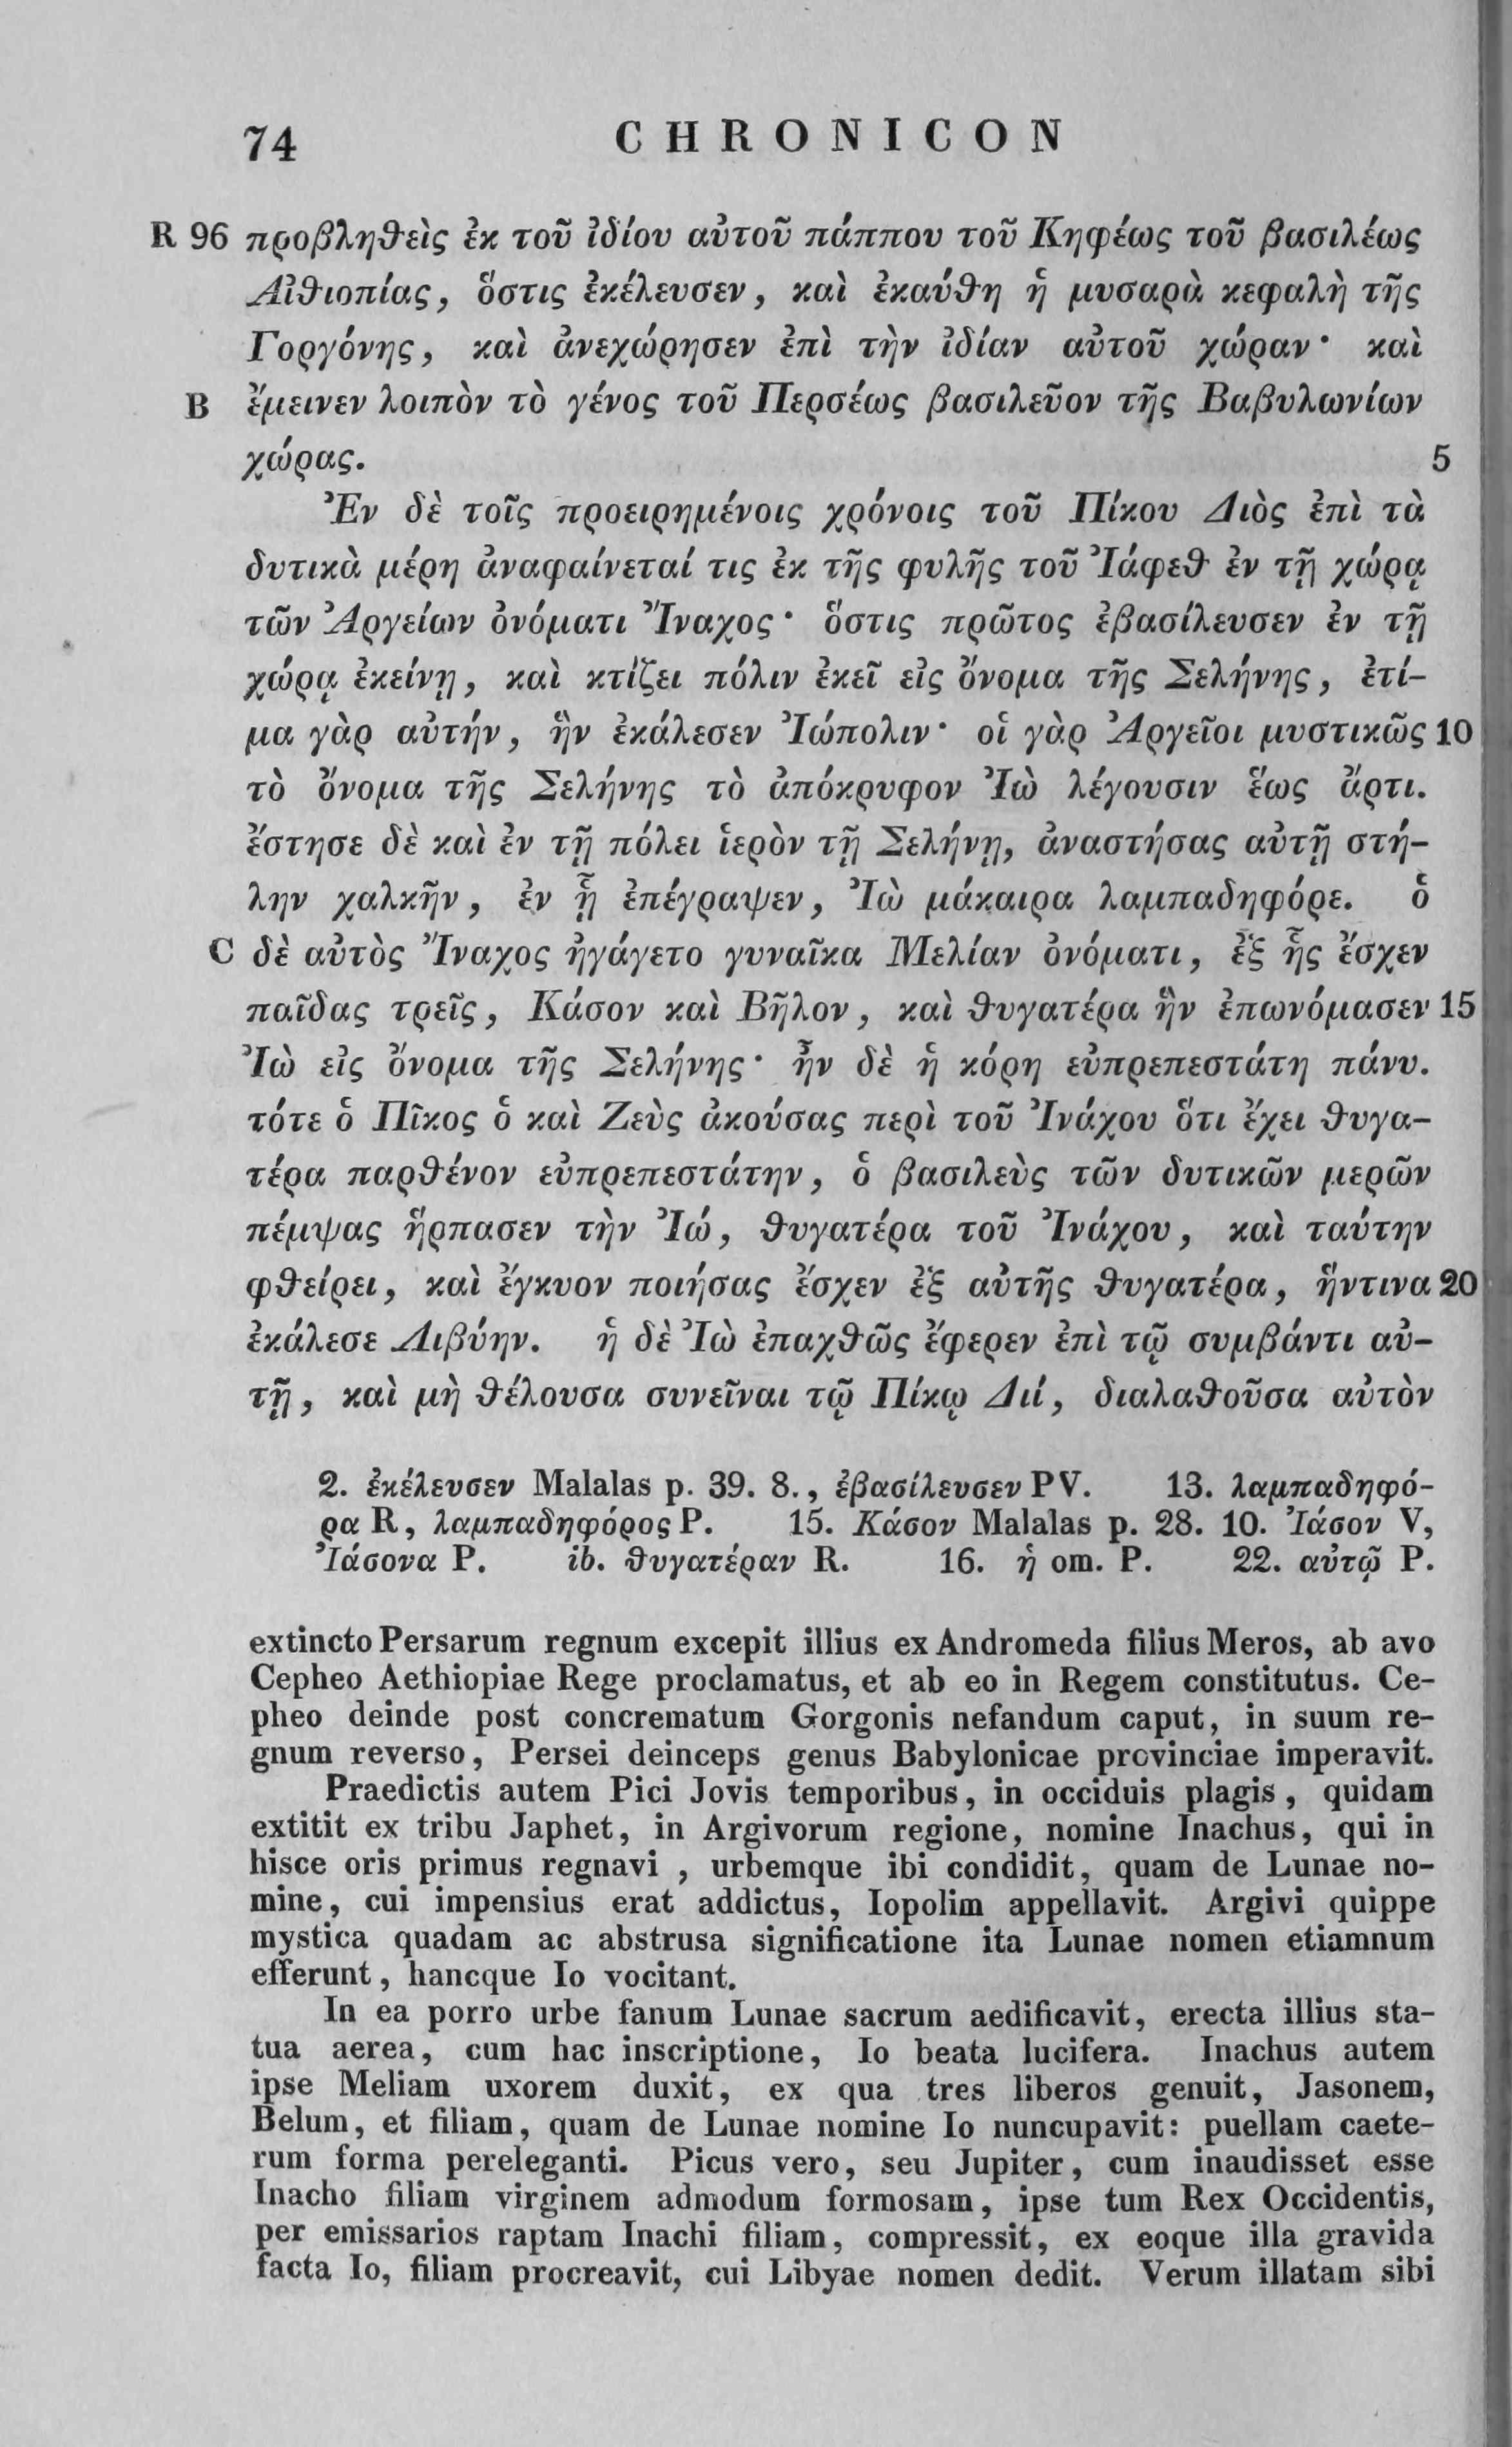 74 CHRONICON
R 96 προβληθεὶς ἐκ τοῦ ἰδίου αὐτοῦ πάππου τοῦ Κηφέως τοῦ βασιλέως
Αἰθιοπίας, ὅστις ἐκέλευσεν, καὶ ἐκαύθη ἡ μυσαρὰ κεφαλὴ τῆς
Γοργόνης, καὶ ἀνεχώρησεν ἐπὶ τὴν ἰδίαν αὐτοῦ χώραν· καὶ
B ἔμεινεν λοιπὸν τὸ γένος τοῦ Περσέως βασιλεῦον τῆς Βαβυλωνίων
χώρας. 5
Ἐν δὲ τοῖς προειρημένοις χρόνοις τοῦ Πίκου Διὸς ἐπὶ τὰ
δυτικὰ μέρη ἀναφαίνεταί τις ἐκ τῆς φυλῆς τοῦ Ἰάφεθ ἐν τῇ χώρᾳ
τῶν Ἀργείων ὀνόματι Ἴναχος· ὅστις πρῶτος ἐβασίλευσεν ἐν τῇ
χώρᾳ ἐκείνῃ, καὶ κτίζει πόλιν ἐκεῖ εἰς ὄνομα τῆς Σελήνης, ἐτί-
μα γὰρ αὐτήν, ἣν ἐκάλεσεν Ἰώπολιν· οἱ γὰρ Ἀργεῖοι μυστικῶς 10
τὸ ὄνομα τῆς Σελήνης τὸ ἀπόκρυφον Ἰὼ λέγουσιν ἕως ἄρτι.
ἔστησε δὲ καὶ ἐν τῇ πόλει ἱερὸν τῇ Σελήνῃ, ἀναστήσας αὐτῇ στή-
λην χαλκῆν, ἐν ᾗ ἐπέγραψεν, Ἰὼ μάκαιρα λαμπαδηφόρε. ὁ
C δὲ αὐτὸς Ἴναχος ἠγάγετο γυναῖκα Μελίαν ὀνόματι, ἐξ ἧς ἔσχεν
παῖδας τρεῖς, Κάσον καὶ Βῆλον, καὶ θυγατέρα ἣν ἐπωνόμασεν 15
Ἰὼ εἰς ὄνομα τῆς Σελήνης· ἦν δὲ ἡ κόρη εὐπρεπεστάτη πάνυ.
τότε ὁ Πῖκος ὁ καὶ Ζεὺς ἀκούσας περὶ τοῦ Ἰνάχου ὅτι ἔχει θυγα-
τέρα παρθένον εὐπρεπεστάτην, ὁ βασιλεὺς τῶν δυτικῶν μερῶν
πέμψας ἥρπασεν τὴν Ἰώ, θυγατέρα τοῦ Ἰνάχου, καὶ ταύτην
φθείρει, καὶ ἔγκυον ποιήσας ἔσχεν ἐξ αὐτῆς θυγατέρα, ἥντινα 20
ἐκάλεσε Λιβύην. ἡ δὲ Ἰὼ ἐπαχθῶς ἔφερεν ἐπὶ τῷ συμβάντι αὐ-
τῇ, καὶ μὴ θέλουσα συνεῖναι τῷ Πίκῳ Διί, διαλαθοῦσα αὐτὸν
2. ἐκέλευσεν Malalas p. 39. 8., ἐβασίλευσεν PV. 13. λαμπαδηφό-
ρα R, λαμπαδηφόρος P. 15. Κάσον Malalas p. 28. 10. Ἰάσον V,
Ἰάσονα P. ib. θυγατέραν R. 16. ἡ om. P. 22. αὐτῷ P.
extincto Persarum regnum excepit illius ex Andromeda filius Meros, ab avo
Cepheo Aethiopiae Rege proclamatus, et ab eo in Regem constitutus. Ce-
pheo deinde post concrematum Gorgonis nefandum caput, in suum re-
gnum reverso, Persei deinceps genus Babylonicae provinciae imperavit.
Praedictis autem Pici Jovis temporibus, in occiduis plagis, quidam
extitit ex tribu Japhet, in Argivorum regione, nomine Inachus, qui in
hisce oris primus regnavi , urbemque ibi condidit, quam de Lunae no-
mine, cui impensius erat addictus, Iopolim appellavit. Argivi quippe
mystica quadam ac abstrusa significatione ita Lunae nomen etiamnum
efferunt, hancque Io vocitant.
In ea porro urbe fanum Lunae sacrum aedificavit, erecta illius sta-
tua aerea, cum hac inscriptione, Io beata lucifera. Inachus autem
ipse Meliam uxorem duxit, ex qua tres liberos genuit, Jasonem,
Belum, et filiam, quam de Lunae nomine Io nuncupavit: puellam caete-
rum forma pereleganti. Picus vero, seu Jupiter, cum inaudisset esse
Inacho filiam virginem admodum formosam, ipse tum Rex Occidentis,
per emissarios raptam Inachi filiam, compressit, ex eoque illa gravida
facta Io, filiam procreavit, cui Libyae nomen dedit. Verum illatam sibi